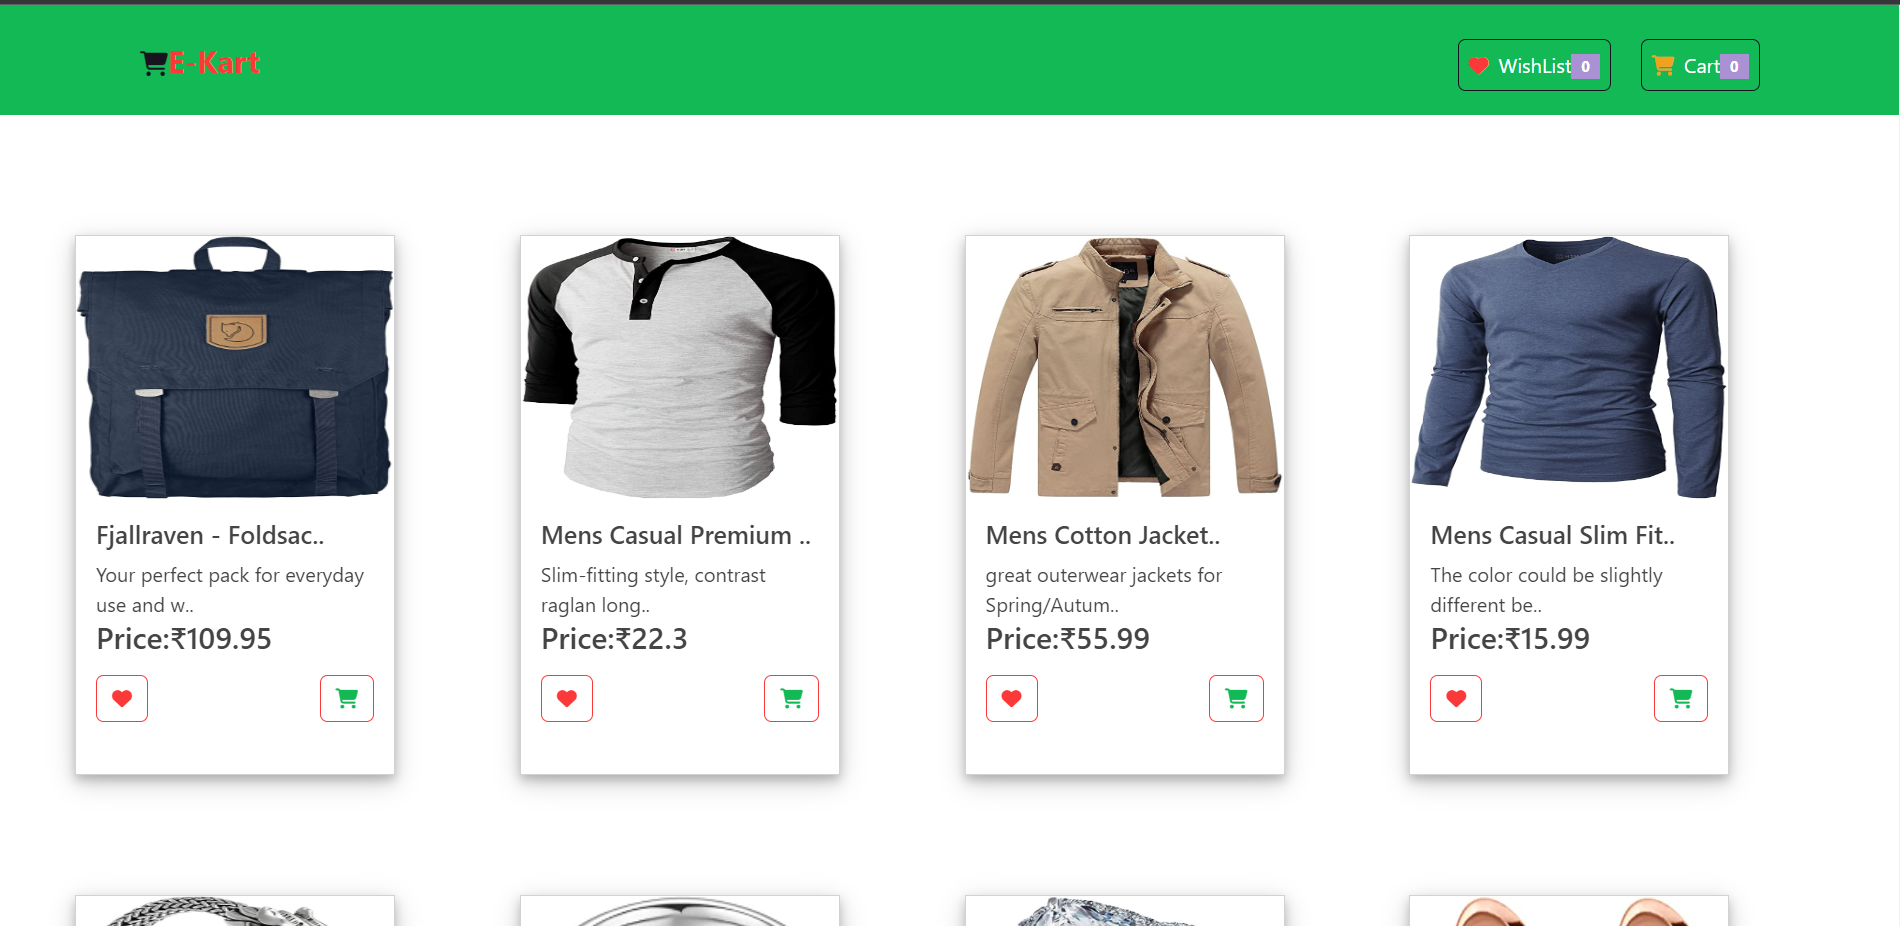 E-Kart
WishList 0
Cart 0
Fjallraven - Foldsac..
Your perfect pack for everyday
use and w..
Price:₹109.95
Mens Casual Premium ..
Slim-fitting style, contrast
raglan long..
Price:₹22.3
Mens Cotton Jacket..
great outerwear jackets for
Spring/Autum..
Price:₹55.99
Mens Casual Slim Fit..
The color could be slightly
different be..
Price:₹15.99